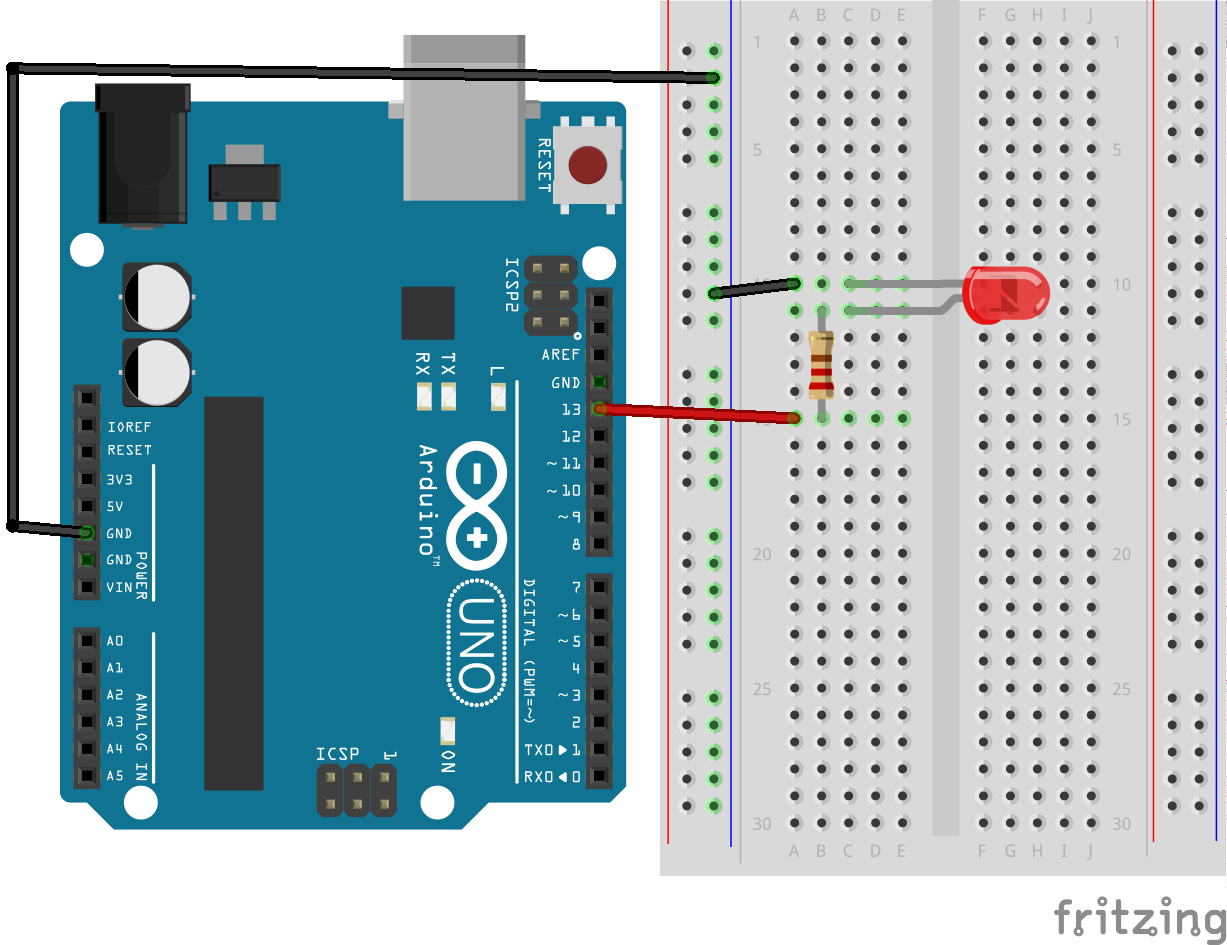 A B C D E F G H I J
1 1
5 5
10
15 15
20 20
25 25
30 30
A B C D E F G H I J
RESET
ICSP2
AREF
GND
13
12
~11
~10
~9
8
7
~6
~5
4
~3
2
TX0▶1
RX0◀0
DIGITAL (PWM=~)
RX
TX
L
Arduino™
UNO
IOREF
RESET
3V3
5V
GND
GND
VIN
POWER
A0
A1
A2
A3
A4
A5
ANALOG IN
ICSP
1
ON
fritzing